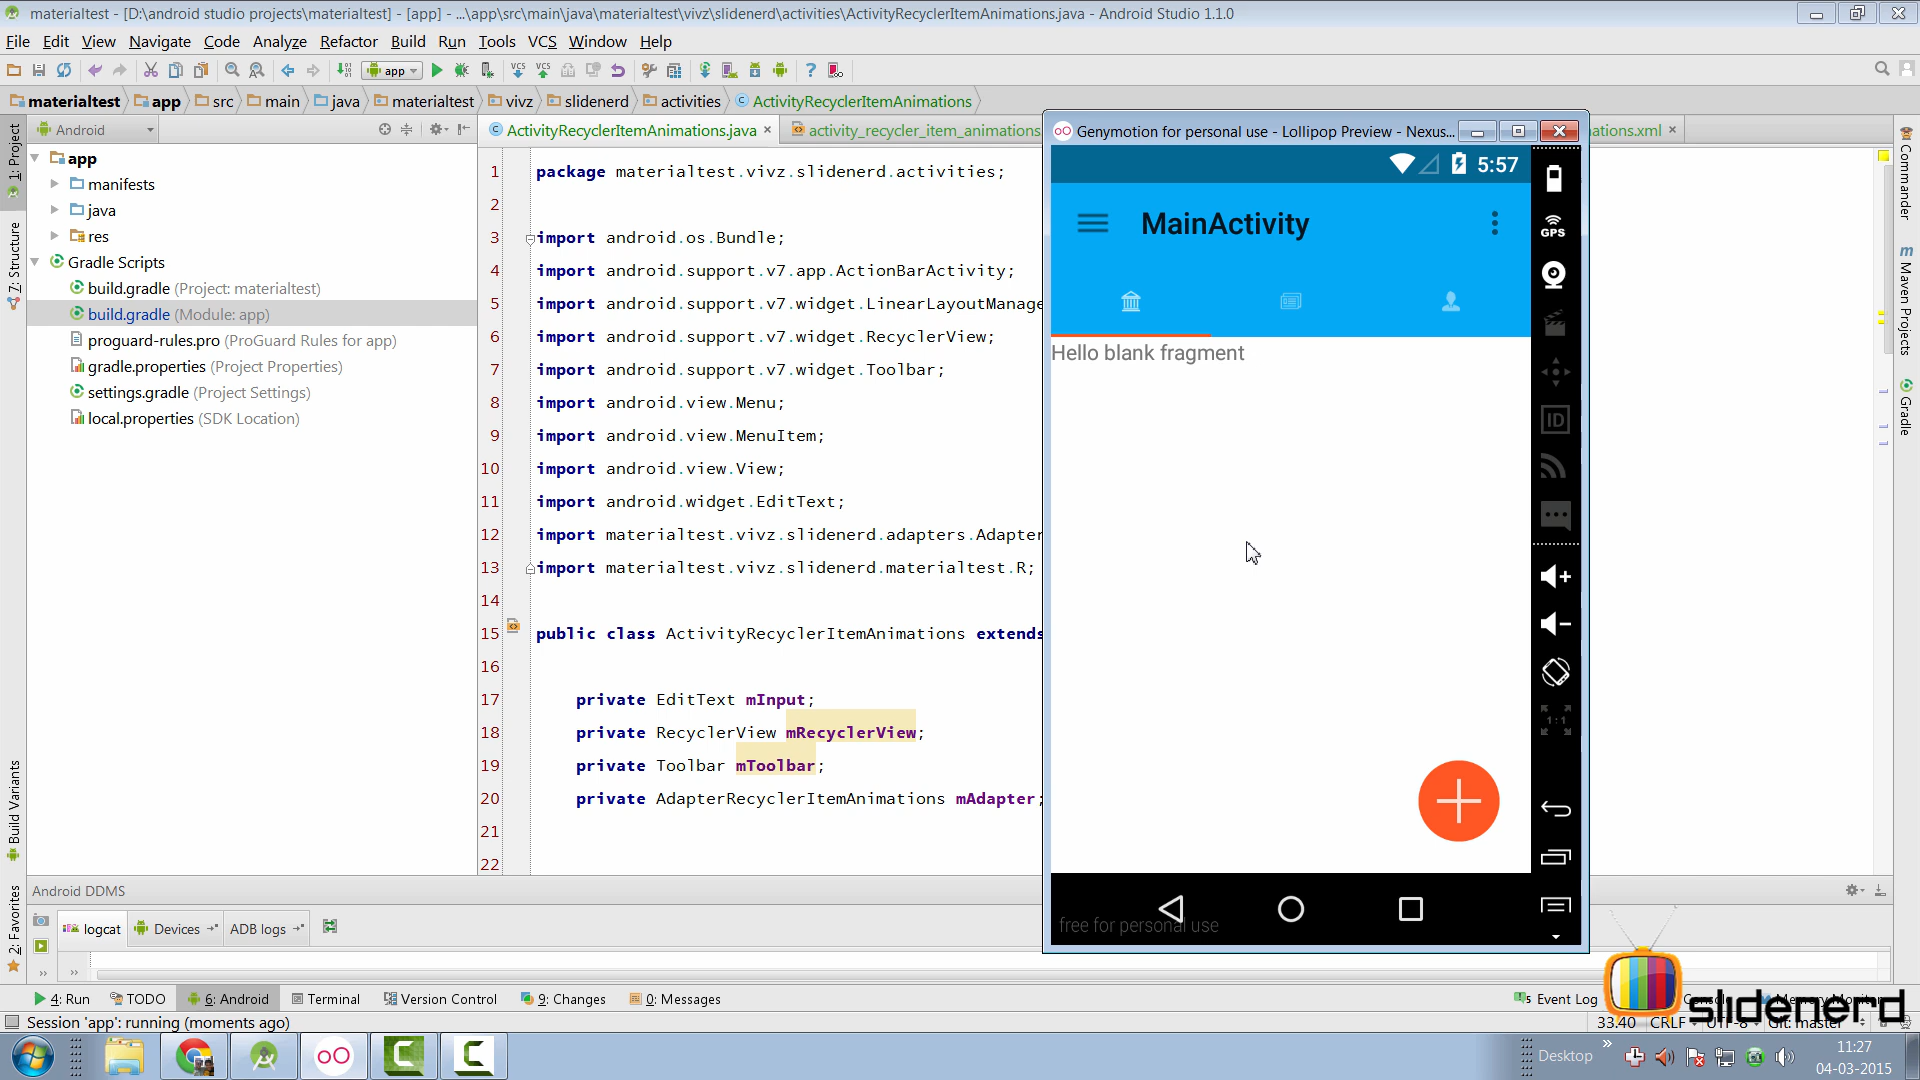 materialtest - [D:\android studio projects\materialtest] - [app] - ...\app\src\main\java\materialtest\vivz\slidenerd\activities\ActivityRecyclerItemAnimations.java - Android Studio 1.1.0
File Edit View Navigate Code Analyze Refactor Build Run Tools VCS Window Help
app
materialtest app src main java materialtest vivz slidenerd activities ActivityRecyclerItemAnimations
Android
ActivityRecyclerItemAnimations.java
activity_recycler_item_animations
ations.xml
1: Project
7: Structure
Build Variants
2: Favorites
app
manifests
java
res
Gradle Scripts
build.gradle (Project: materialtest)
build.gradle (Module: app)
proguard-rules.pro (ProGuard Rules for app)
gradle.properties (Project Properties)
settings.gradle (Project Settings)
local.properties (SDK Location)
1 package materialtest.vivz.slidenerd.activities;
2
3 import android.os.Bundle;
4 import android.support.v7.app.ActionBarActivity;
5 import android.support.v7.widget.LinearLayoutManage
6 import android.support.v7.widget.RecyclerView;
7 import android.support.v7.widget.Toolbar;
8 import android.view.Menu;
9 import android.view.MenuItem;
10 import android.view.View;
11 import android.widget.EditText;
12 import materialtest.vivz.slidenerd.adapters.Adapter
13 import materialtest.vivz.slidenerd.materialtest.R;
14
15 public class ActivityRecyclerItemAnimations extends
16
17 private EditText mInput;
18 private RecyclerView mRecyclerView;
19 private Toolbar mToolbar;
20 private AdapterRecyclerItemAnimations mAdapter;
21
22
Genymotion for personal use - Lollipop Preview - Nexus...
5:57
MainActivity
Hello blank fragment
free for personal use
GPS
ID
1:1
Commander
Maven Projects
Gradle
Android DDMS
logcat
Devices
ADB logs
4: Run TODO 6: Android Terminal Version Control 9: Changes 0: Messages
5 Event Log
Memory Monitor
slidenerd
Session 'app': running (moments ago)
33:40 CRLF UTF-8 Git: master
Desktop
11:27
04-03-2015